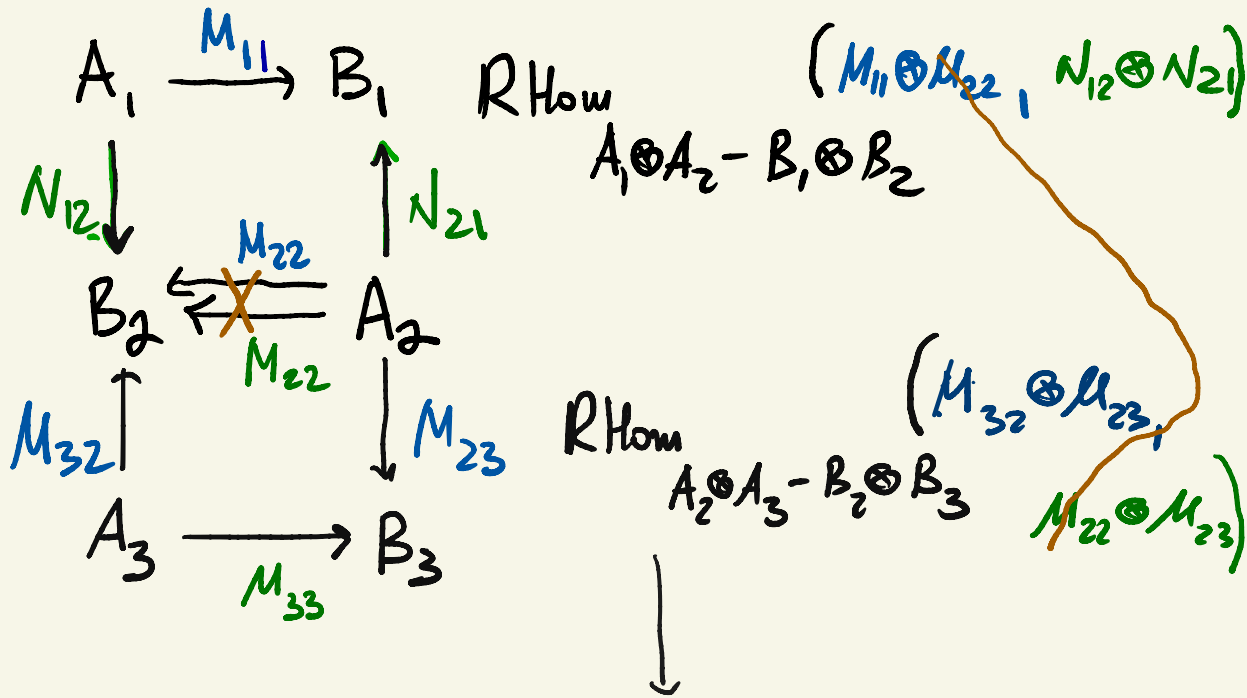 A₁ M₁₁ B₁ RHom (M₁₁⊗M₂₂, N₁₂⊗N₂₁)
A₁⊗A₂ - B₁⊗B₂
N₁₂ N₂₁
M₂₂
B₂ A₂
M₂₂
M₃₂ M₂₃ RHom (M₃₂⊗M₂₃,
A₂⊗A₃ - B₂⊗B₃ M₂₂⊗M₂₃)
A₃ B₃
M₃₃